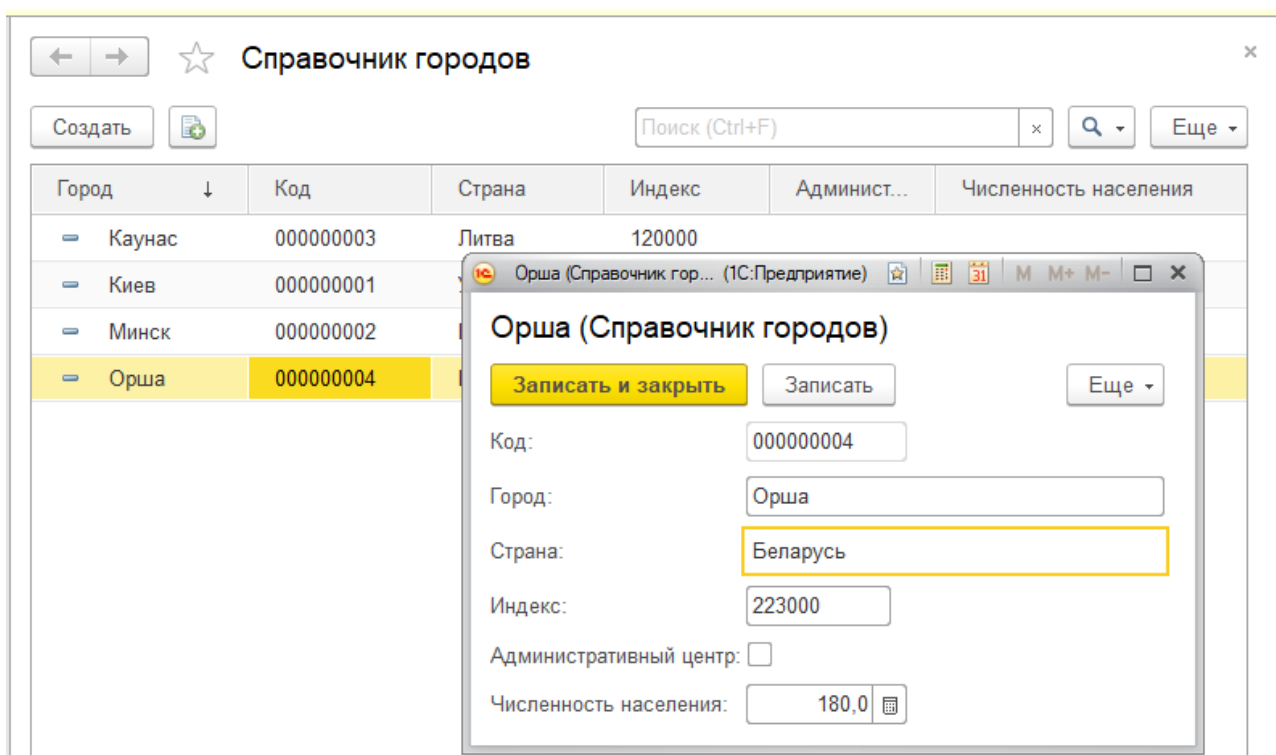 Справочник городов
Создать Поиск (Ctrl+F) Еще
Город ↓ Код Страна Индекс Админист... Численность населения
Каунас 000000003 Литва 120000
Киев 000000001
Минск 000000002
Орша 000000004
1С Орша (Справочник гор... (1С:Предприятие) 31 M M+ M-
Орша (Справочник городов)
Записать и закрыть Записать Еще
Код: 000000004
Город: Орша
Страна: Беларусь
Индекс: 223000
Административный центр:
Численность населения: 180,0